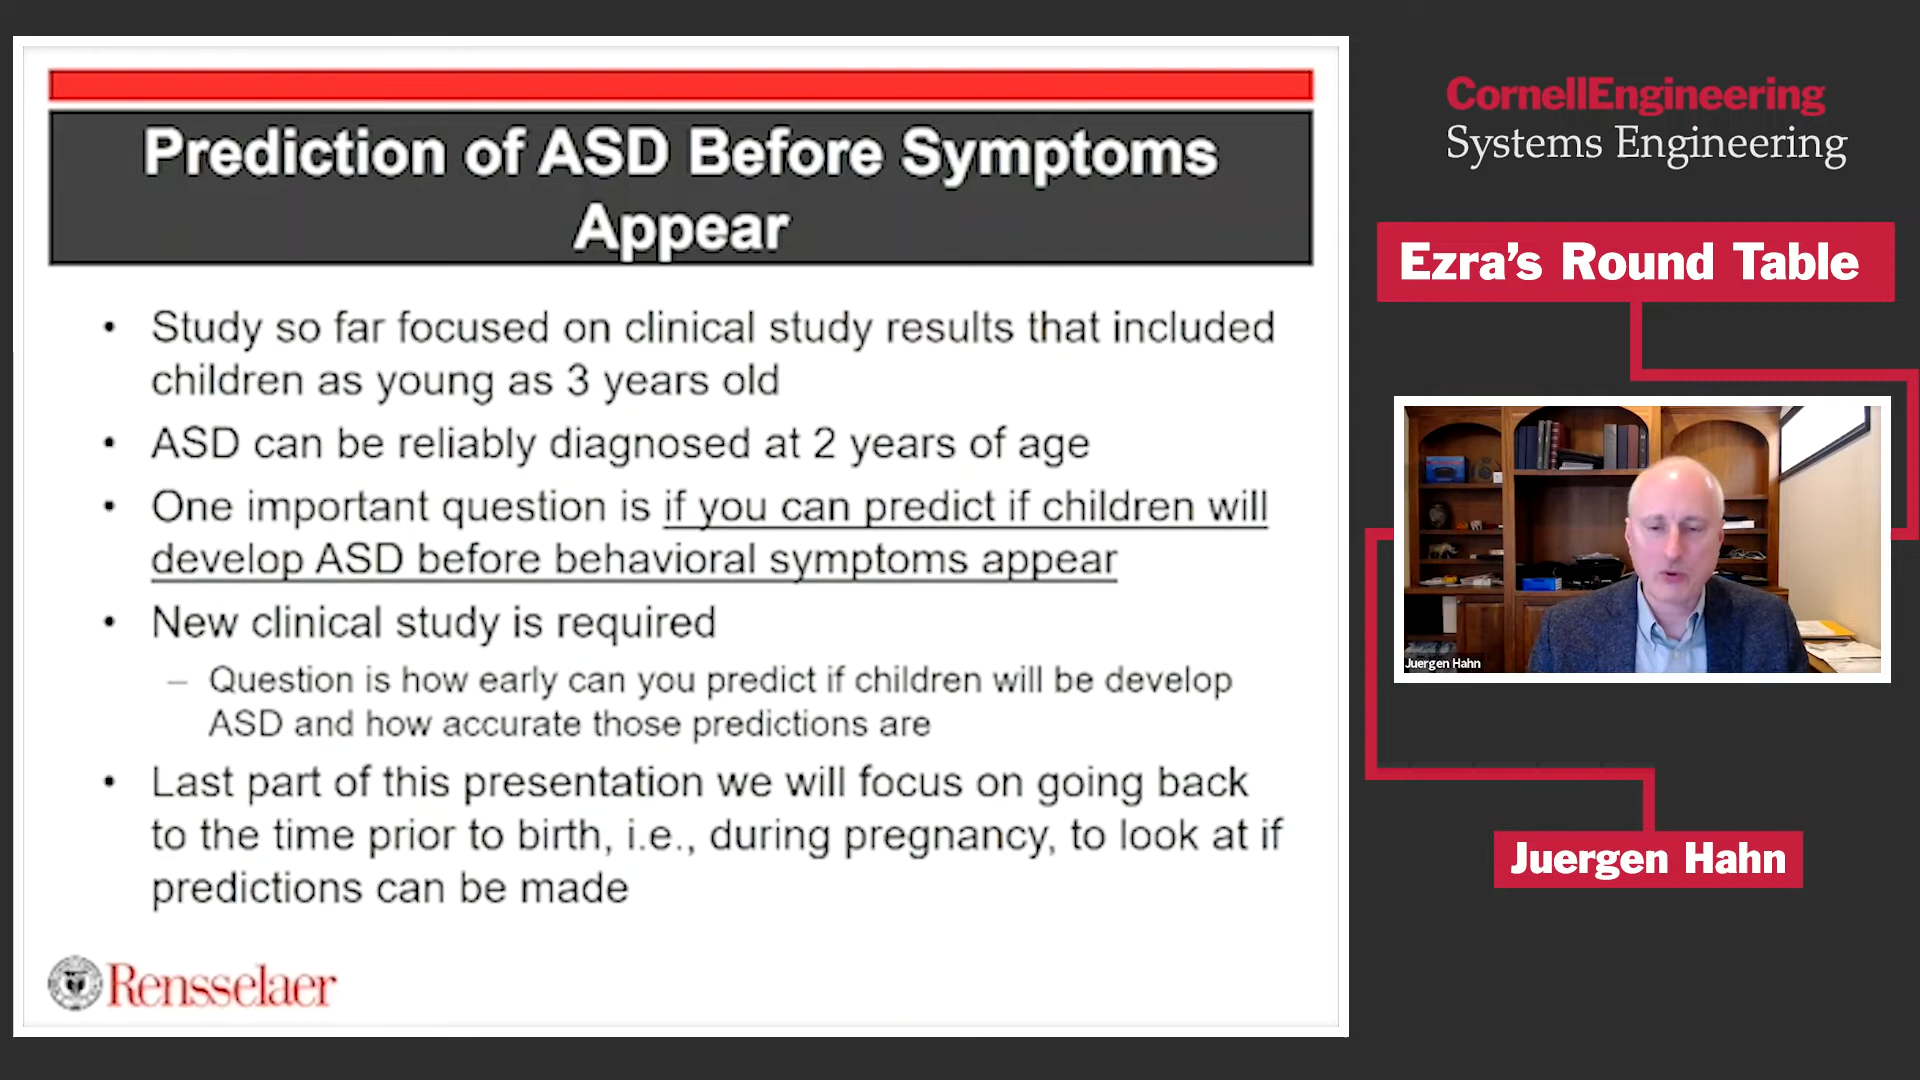 Prediction of ASD Before Symptoms
Appear
• Study so far focused on clinical study results that included
children as young as 3 years old
• ASD can be reliably diagnosed at 2 years of age
• One important question is if you can predict if children will
develop ASD before behavioral symptoms appear
• New clinical study is required
– Question is how early can you predict if children will be develop
ASD and how accurate those predictions are
• Last part of this presentation we will focus on going back
to the time prior to birth, i.e., during pregnancy, to look at if
predictions can be made
Rensselaer
CornellEngineering
Systems Engineering
Ezra’s Round Table
Juergen Hahn
Juergen Hahn